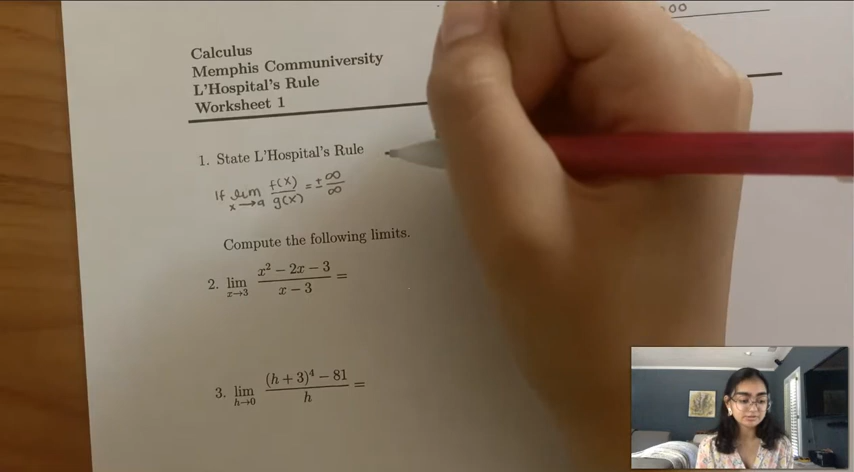 00
Calculus
Memphis Communiversity
L'Hospital's Rule
Worksheet 1
1. State L'Hospital's Rule
If lim x→a f(x)/g(x) = ± ∞/∞
Compute the following limits.
2. lim x→3 x² − 2x − 3 / x − 3 =
3. lim h→0 (h + 3)⁴ − 81 / h =